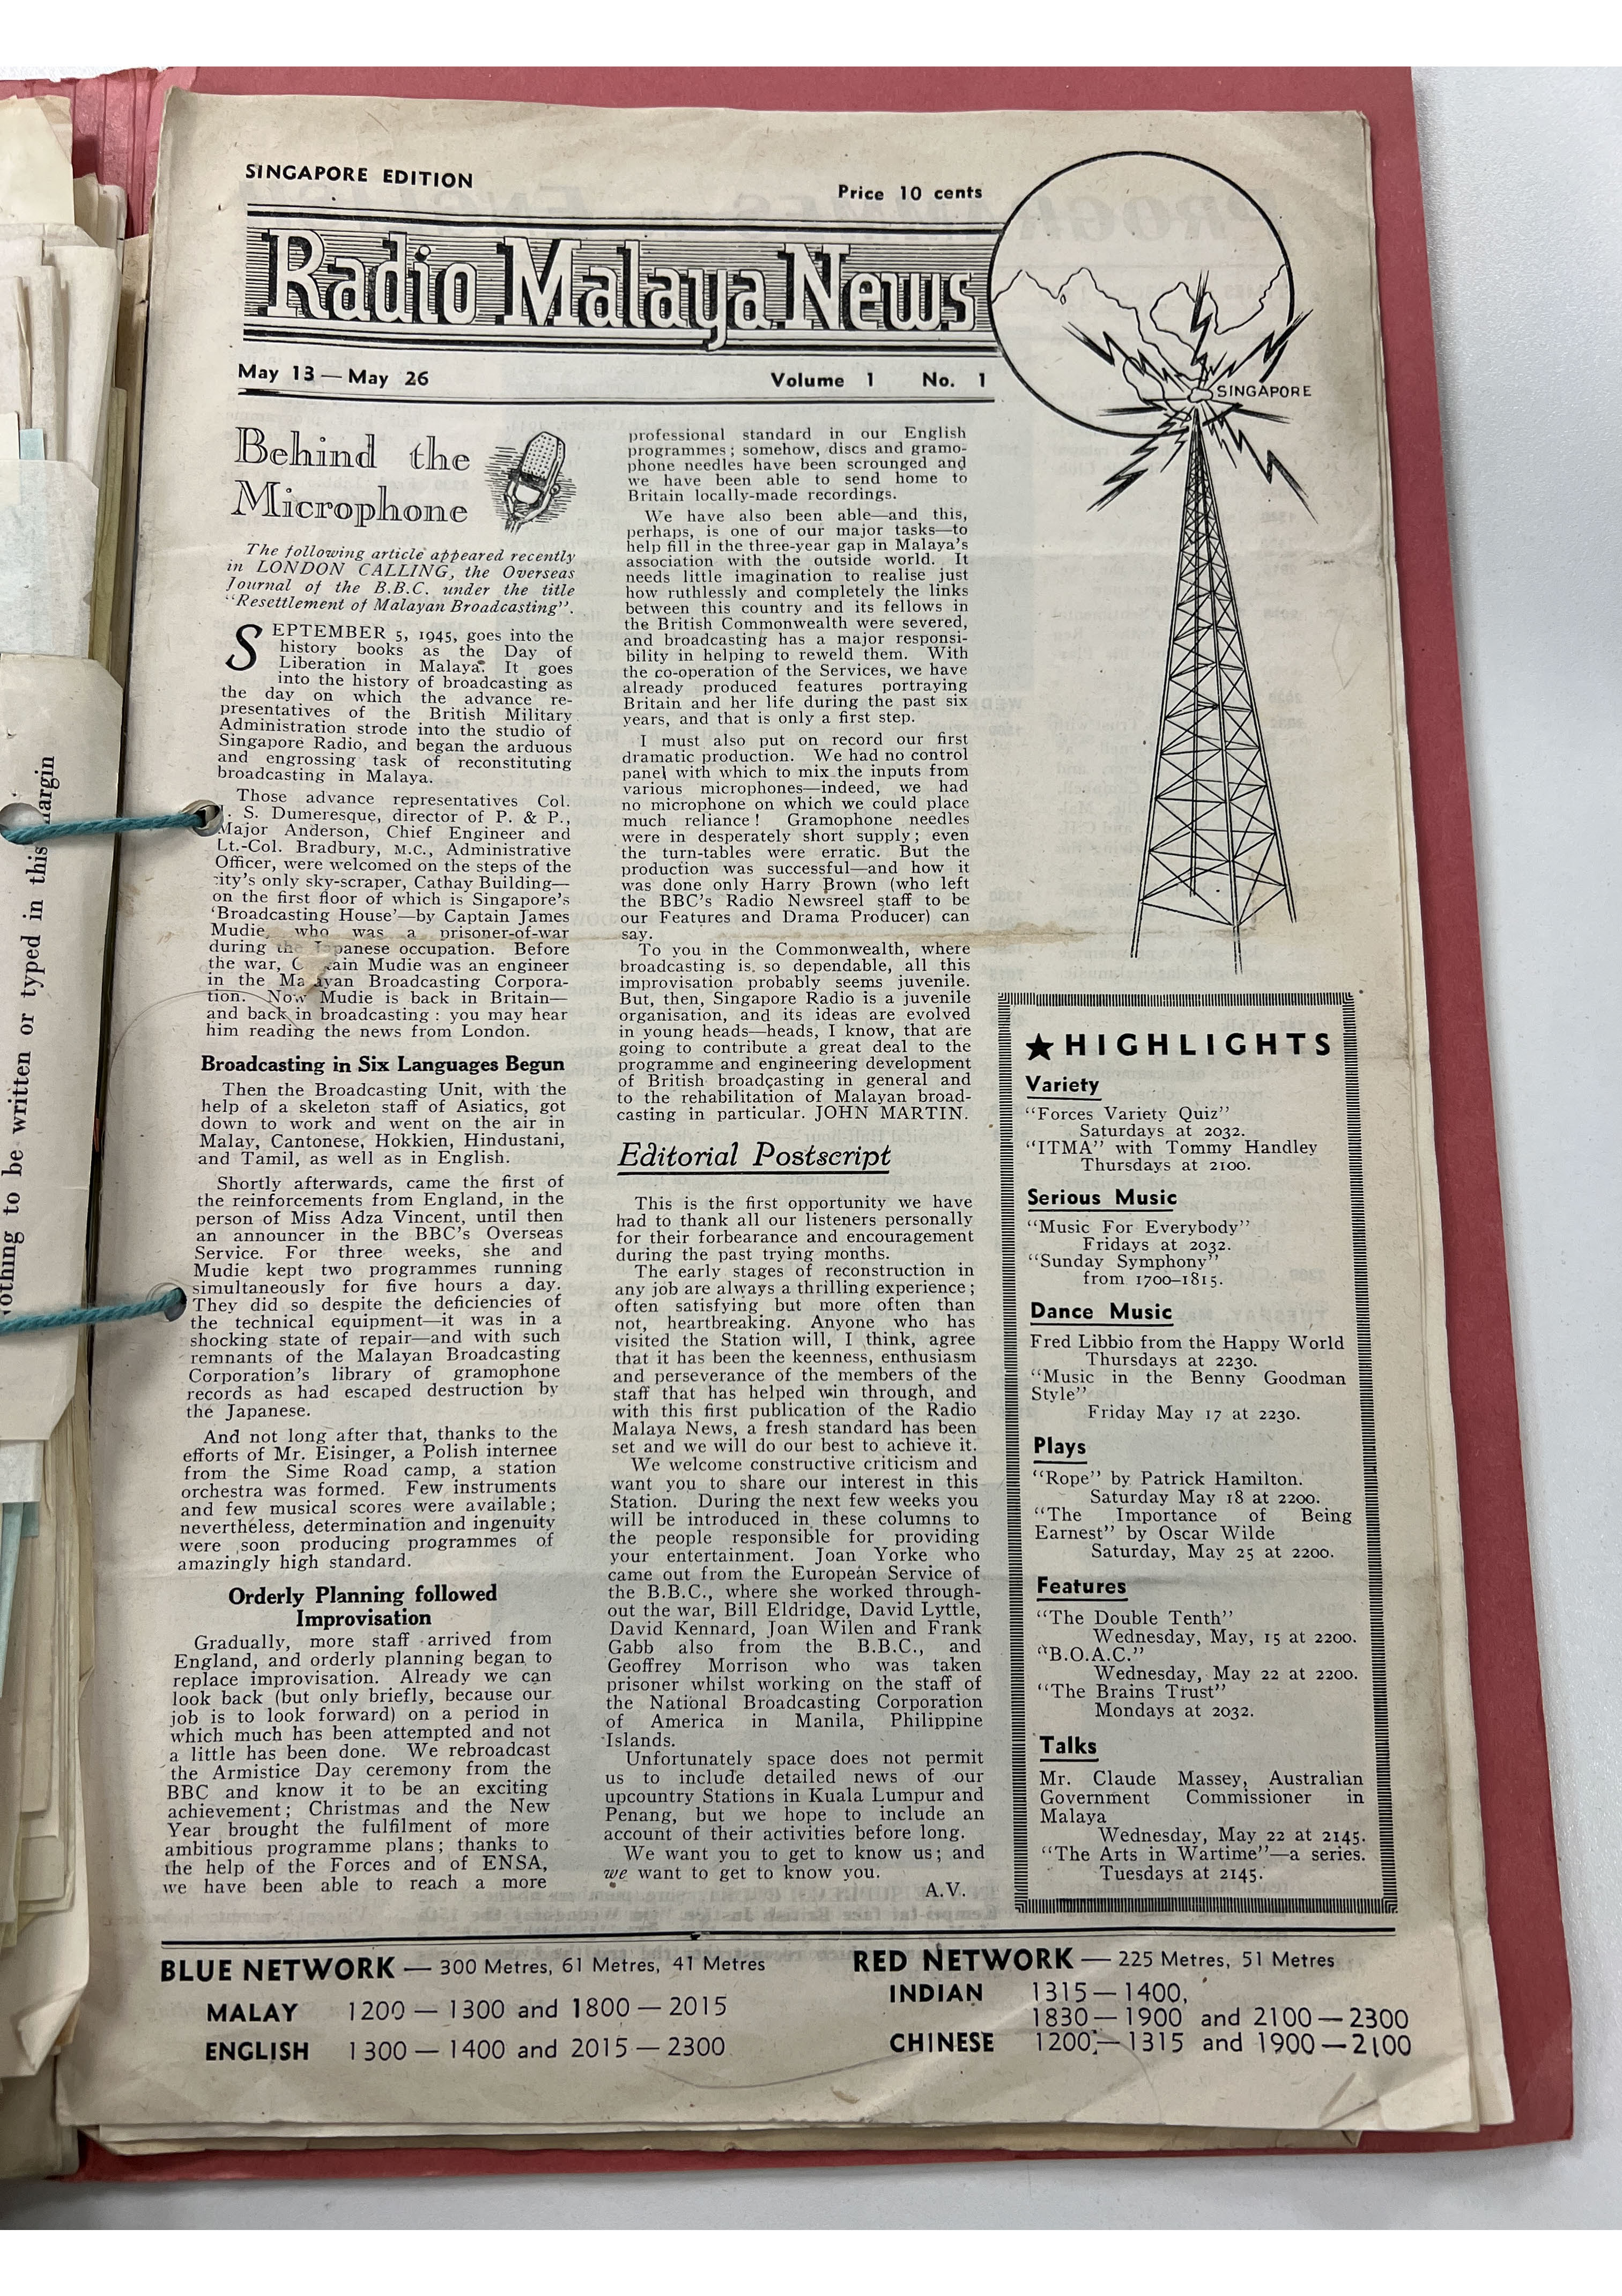 SINGAPORE EDITION
Price 10 cents
Radio Malaya News
May 13 — May 26
Volume 1 No. 1
SINGAPORE
Behind the
Microphone
The following article appeared recently
in LONDON CALLING, the Overseas
Journal of the B.B.C. under the title
"Resettlement of Malayan Broadcasting".
SEPTEMBER 5, 1945, goes into the
history books as the Day of
Liberation in Malaya. It goes
into the history of broadcasting as
the day on which the advance re-
presentatives of the British Military
Administration strode into the studio of
Singapore Radio, and began the arduous
and engrossing task of reconstituting
broadcasting in Malaya.
Those advance representatives Col.
S. Dumeresque, director of P. & P.,
Major Anderson, Chief Engineer and
Lt.-Col. Bradbury, M.C., Administrative
Officer, were welcomed on the steps of the
city's only sky-scraper, Cathay Building—
on the first floor of which is Singapore's
'Broadcasting House'—by Captain James
Mudie, who was a prisoner-of-war
during the Japanese occupation. Before
the war, Captain Mudie was an engineer
in the Malayan Broadcasting Corpora-
tion. Now Mudie is back in Britain—
and back in broadcasting : you may hear
him reading the news from London.
Broadcasting in Six Languages Begun
Then the Broadcasting Unit, with the
help of a skeleton staff of Asiatics, got
down to work and went on the air in
Malay, Cantonese, Hokkien, Hindustani,
and Tamil, as well as in English.
Shortly afterwards, came the first of
the reinforcements from England, in the
person of Miss Adza Vincent, until then
an announcer in the BBC's Overseas
Service. For three weeks, she and
Mudie kept two programmes running
simultaneously for five hours a day.
They did so despite the deficiencies of
the technical equipment—it was in a
shocking state of repair—and with such
remnants of the Malayan Broadcasting
Corporation's library of gramophone
records as had escaped destruction by
the Japanese.
And not long after that, thanks to the
efforts of Mr. Eisinger, a Polish internee
from the Sime Road camp, a station
orchestra was formed. Few instruments
and few musical scores were available ;
nevertheless, determination and ingenuity
were soon producing programmes of
amazingly high standard.
Orderly Planning followed
Improvisation
Gradually, more staff arrived from
England, and orderly planning began to
replace improvisation. Already we can
look back (but only briefly, because our
job is to look forward) on a period in
which much has been attempted and not
a little has been done. We rebroadcast
the Armistice Day ceremony from the
BBC and know it to be an exciting
achievement ; Christmas and the New
Year brought the fulfilment of more
ambitious programme plans ; thanks to
the help of the Forces and of ENSA,
we have been able to reach a more
professional standard in our English
programmes ; somehow, discs and gramo-
phone needles have been scrounged and
we have been able to send home to
Britain locally-made recordings.
We have also been able—and this,
perhaps, is one of our major tasks—to
help fill in the three-year gap in Malaya's
association with the outside world. It
needs little imagination to realise just
how ruthlessly and completely the links
between this country and its fellows in
the British Commonwealth were severed,
and broadcasting has a major responsi-
bility in helping to reweld them. With
the co-operation of the Services, we have
already produced features portraying
Britain and her life during the past six
years, and that is only a first step.
I must also put on record our first
dramatic production. We had no control
panel with which to mix the inputs from
various microphones—indeed, we had
no microphone on which we could place
much reliance ! Gramophone needles
were in desperately short supply ; even
the turn-tables were erratic. But the
production was successful—and how it
was done only Harry Brown (who left
the BBC's Radio Newsreel staff to be
our Features and Drama Producer) can
say.
To you in the Commonwealth, where
broadcasting is so dependable, all this
improvisation probably seems juvenile.
But, then, Singapore Radio is a juvenile
organisation, and its ideas are evolved
in young heads—heads, I know, that are
going to contribute a great deal to the
programme and engineering development
of British broadcasting in general and
to the rehabilitation of Malayan broad-
casting in particular. JOHN MARTIN.
Editorial Postscript
This is the first opportunity we have
had to thank all our listeners personally
for their forbearance and encouragement
during the past trying months.
The early stages of reconstruction in
any job are always a thrilling experience ;
often satisfying but more often than
not, heartbreaking. Anyone who has
visited the Station will, I think, agree
that it has been the keenness, enthusiasm
and perseverance of the members of the
staff that has helped win through, and
with this first publication of the Radio
Malaya News, a fresh standard has been
set and we will do our best to achieve it.
We welcome constructive criticism and
want you to share our interest in this
Station. During the next few weeks you
will be introduced in these columns to
the people responsible for providing
your entertainment. Joan Yorke who
came out from the European Service of
the B.B.C., where she worked through-
out the war, Bill Eldridge, David Lyttle,
David Kennard, Joan Wilen and Frank
Gabb also from the B.B.C., and
Geoffrey Morrison who was taken
prisoner whilst working on the staff of
the National Broadcasting Corporation
of America in Manila, Philippine
Islands.
Unfortunately space does not permit
us to include detailed news of our
upcountry Stations in Kuala Lumpur and
Penang, but we hope to include an
account of their activities before long.
We want you to get to know us ; and
we want to get to know you.
A.V.
★ HIGHLIGHTS
Variety
"Forces Variety Quiz"
Saturdays at 2032.
"ITMA" with Tommy Handley
Thursdays at 2100.
Serious Music
"Music For Everybody"
Fridays at 2032.
"Sunday Symphony"
from 1700–1815.
Dance Music
Fred Libbio from the Happy World
Thursdays at 2230.
"Music in the Benny Goodman
Style"
Friday May 17 at 2230.
Plays
"Rope" by Patrick Hamilton.
Saturday May 18 at 2200.
"The Importance of Being
Earnest" by Oscar Wilde
Saturday, May 25 at 2200.
Features
"The Double Tenth"
Wednesday, May, 15 at 2200.
"B.O.A.C."
Wednesday, May 22 at 2200.
"The Brains Trust"
Mondays at 2032.
Talks
Mr. Claude Massey, Australian
Government Commissioner in
Malaya
Wednesday, May 22 at 2145.
"The Arts in Wartime"—a series.
Tuesdays at 2145.
BLUE NETWORK — 300 Metres, 61 Metres, 41 Metres
MALAY 1200 — 1300 and 1800 — 2015
ENGLISH 1300 — 1400 and 2015 — 2300
RED NETWORK — 225 Metres, 51 Metres
INDIAN 1315 — 1400,
1830 — 1900 and 2100 — 2300
CHINESE 1200 — 1315 and 1900 — 2100
to be written or typed in this margin